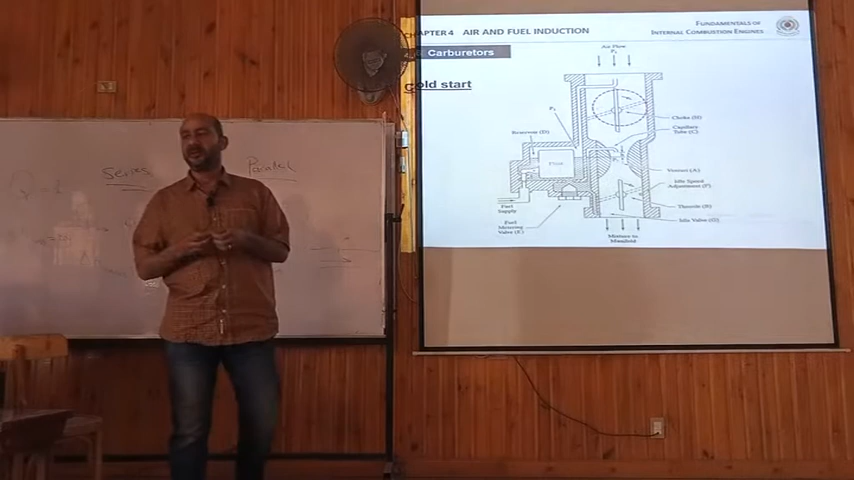 Series
Parallel
CHAPTER 4 AIR AND FUEL INDUCTION
FUNDAMENTALS OF
INTERNAL COMBUSTION ENGINES
Carburetors
Cold start
Air Flow
P₁
Choke (H)
Capillary
Tube (C)
Reservoir (D)
Float
Venturi (A)
Idle Speed
Adjustment (F)
Throttle (B)
Idle Valve (G)
Fuel
Supply
Fuel
Metering
Valve (E)
Mixture to
Manifold